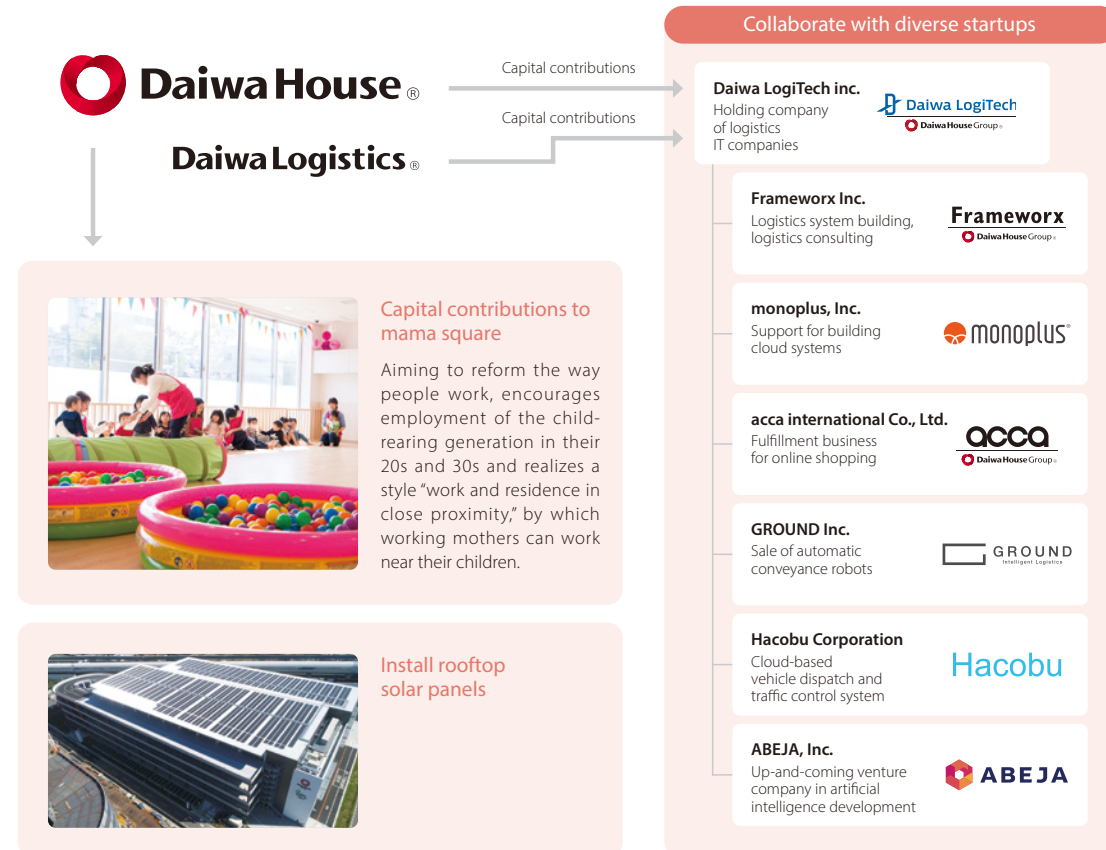 Collaborate with diverse startups
Daiwa House ®
Capital contributions
Capital contributions
Daiwa Logistics ®
Daiwa LogiTech inc.
Holding company
of logistics
IT companies
Daiwa LogiTech
Daiwa House Group ®
Frameworx Inc.
Logistics system building,
logistics consulting
Frameworx
Daiwa House Group ®
monoplus, Inc.
Support for building
cloud systems
monoplus®
acca international Co., Ltd.
Fulfillment business
for online shopping
acca
Daiwa House Group ®
GROUND Inc.
Sale of automatic
conveyance robots
GROUND
Intelligent Logistics
Hacobu Corporation
Cloud-based
vehicle dispatch and
traffic control system
Hacobu
ABEJA, Inc.
Up-and-coming venture
company in artificial
intelligence development
ABEJA
Capital contributions to
mama square
Aiming to reform the way
people work, encourages
employment of the child-
rearing generation in their
20s and 30s and realizes a
style “work and residence in
close proximity,” by which
working mothers can work
near their children.
Install rooftop
solar panels